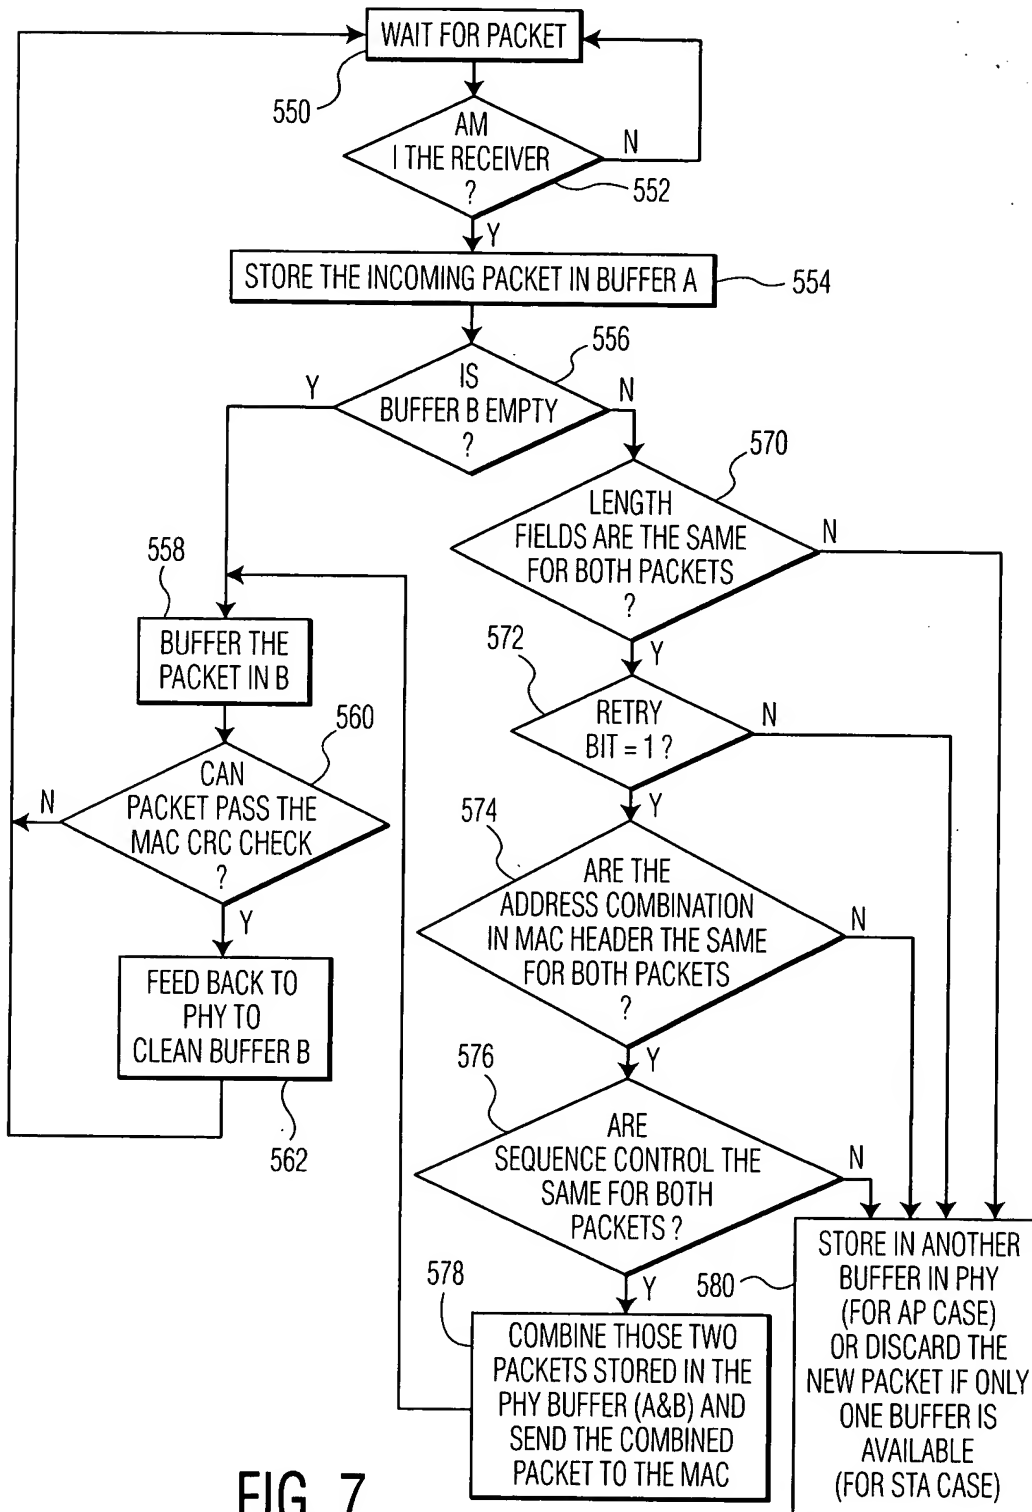 WAIT FOR PACKET
550
AM
I THE RECEIVER
?
N
552
Y
STORE THE INCOMING PACKET IN BUFFER A
554
556
IS
BUFFER B EMPTY
?
Y
N
570
LENGTH
FIELDS ARE THE SAME
FOR BOTH PACKETS
?
N
Y
558
BUFFER THE
PACKET IN B
572
RETRY
BIT = 1 ?
N
Y
560
CAN
PACKET PASS THE
MAC CRC CHECK
?
N
Y
574
ARE THE
ADDRESS COMBINATION
IN MAC HEADER THE SAME
FOR BOTH PACKETS
?
N
Y
FEED BACK TO
PHY TO
CLEAN BUFFER B
562
576
ARE
SEQUENCE CONTROL THE
SAME FOR BOTH
PACKETS ?
N
Y
578
COMBINE THOSE TWO
PACKETS STORED IN THE
PHY BUFFER (A&B) AND
SEND THE COMBINED
PACKET TO THE MAC
580
STORE IN ANOTHER
BUFFER IN PHY
(FOR AP CASE)
OR DISCARD THE
NEW PACKET IF ONLY
ONE BUFFER IS
AVAILABLE
(FOR STA CASE)
FIG. 7